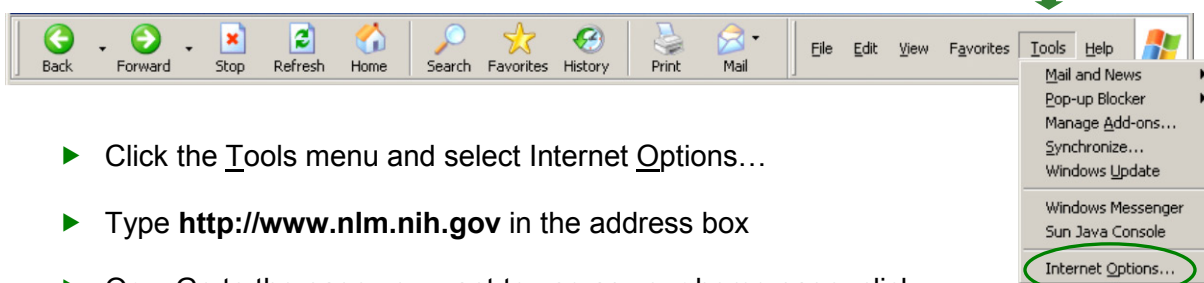 Back Forward Stop Refresh Home Search Favorites History Print Mail File Edit View Favorites Tools Help
Mail and News
Pop-up Blocker
Manage Add-ons...
Synchronize...
Windows Update
Windows Messenger
Sun Java Console
Internet Options...
Click the Tools menu and select Internet Options…
Type http://www.nlm.nih.gov in the address box